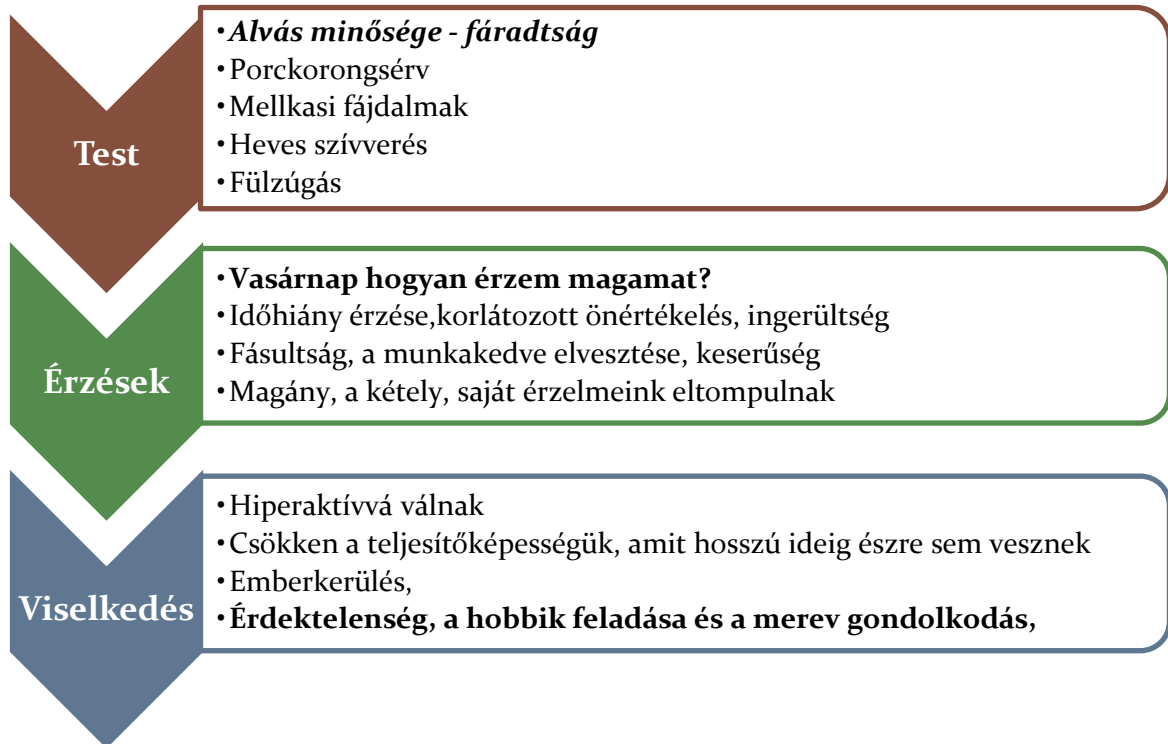 Test
•Alvás minősége - fáradtság
•Porckorongsérv
•Mellkasi fájdalmak
•Heves szívverés
•Fülzúgás
Érzések
•Vasárnap hogyan érzem magamat?
•Időhiány érzése,korlátozott önértékelés, ingerültség
•Fásultság, a munkakedve elvesztése, keserűség
•Magány, a kétely, saját érzelmeink eltompulnak
Viselkedés
•Hiperaktívvá válnak
•Csökken a teljesítőképességük, amit hosszú ideig észre sem vesznek
•Emberkerülés,
•Érdektelenség, a hobbik feladása és a merev gondolkodás,